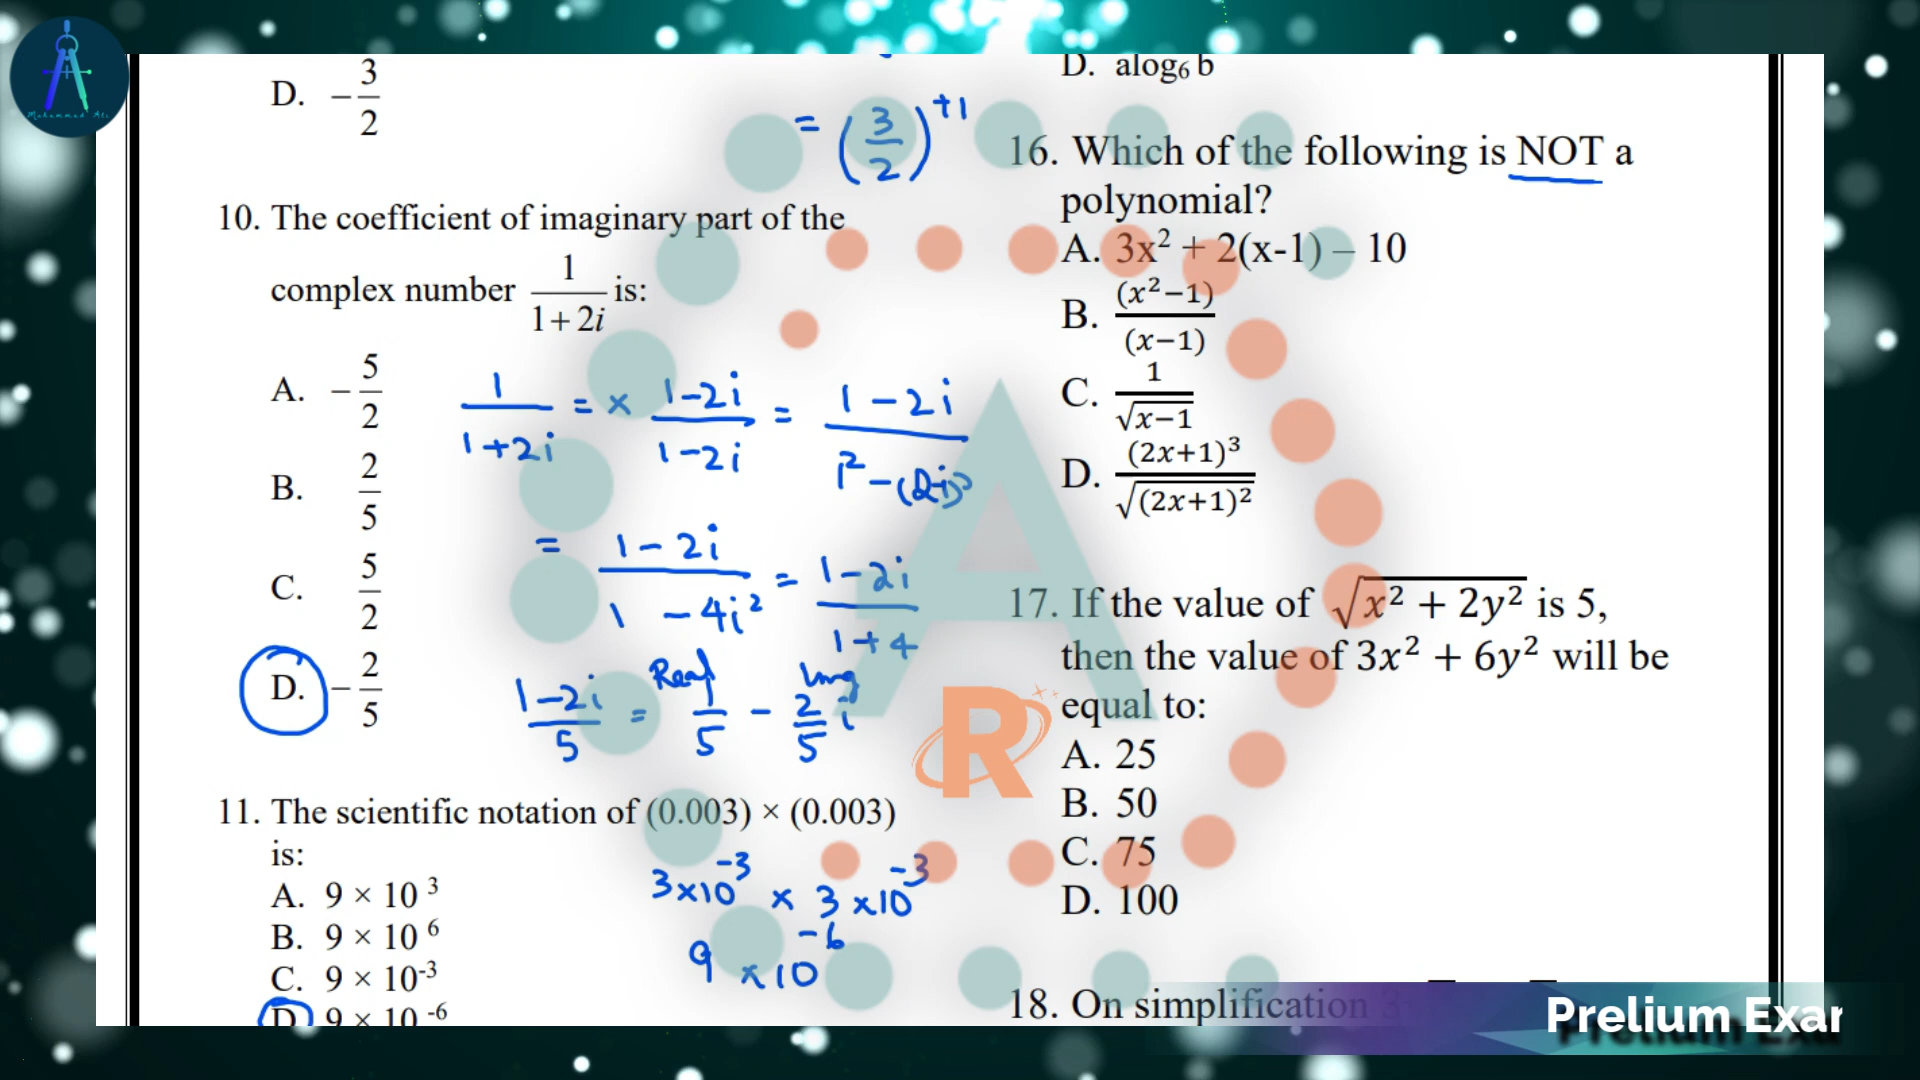 D. -3/2
= (3/2)^+1
10. The coefficient of imaginary part of the
complex number 1/(1+2i) is:
A. -5/2
B. 2/5
C. 5/2
D. -2/5
1/(1+2i) = × (1-2i)/(1-2i) = (1-2i)/(1²-(2i)²)
= (1-2i)/(1-4i²) = (1-2i)/(1+4)
Real Img
(1-2i)/5 = 1/5 - 2/5 i
11. The scientific notation of (0.003) × (0.003)
is:
A. 9 × 10³
B. 9 × 10⁶
C. 9 × 10⁻³
D 9 × 10⁻⁶
3×10⁻³ × 3×10⁻³
9 ×10⁻⁶
D. alog₆ b
16. Which of the following is NOT a
polynomial?
A. 3x² + 2(x-1) – 10
B. (x²−1)/(x−1)
C. 1/√(x−1)
D. (2x+1)³/√((2x+1)²)
17. If the value of √(x² + 2y²) is 5,
then the value of 3x² + 6y² will be
equal to:
A. 25
B. 50
C. 75
D. 100
18. On simplification 3
A
R
Muhammad Ali
Prelium Exar